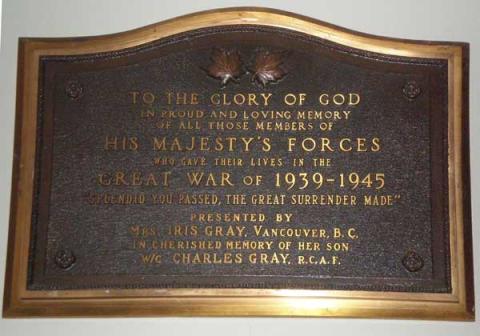 TO THE GLORY OF GOD
IN PROUD AND LOVING MEMORY
OF ALL THOSE MEMBERS OF
HIS MAJESTY'S FORCES
WHO GAVE THEIR LIVES IN THE
GREAT WAR OF 1939-1945
"SPLENDID YOU PASSED, THE GREAT SURRENDER MADE"
PRESENTED BY
MRS. IRIS GRAY, VANCOUVER, B.C.
IN CHERISHED MEMORY OF HER SON
W/C CHARLES GRAY, R.C.A.F.